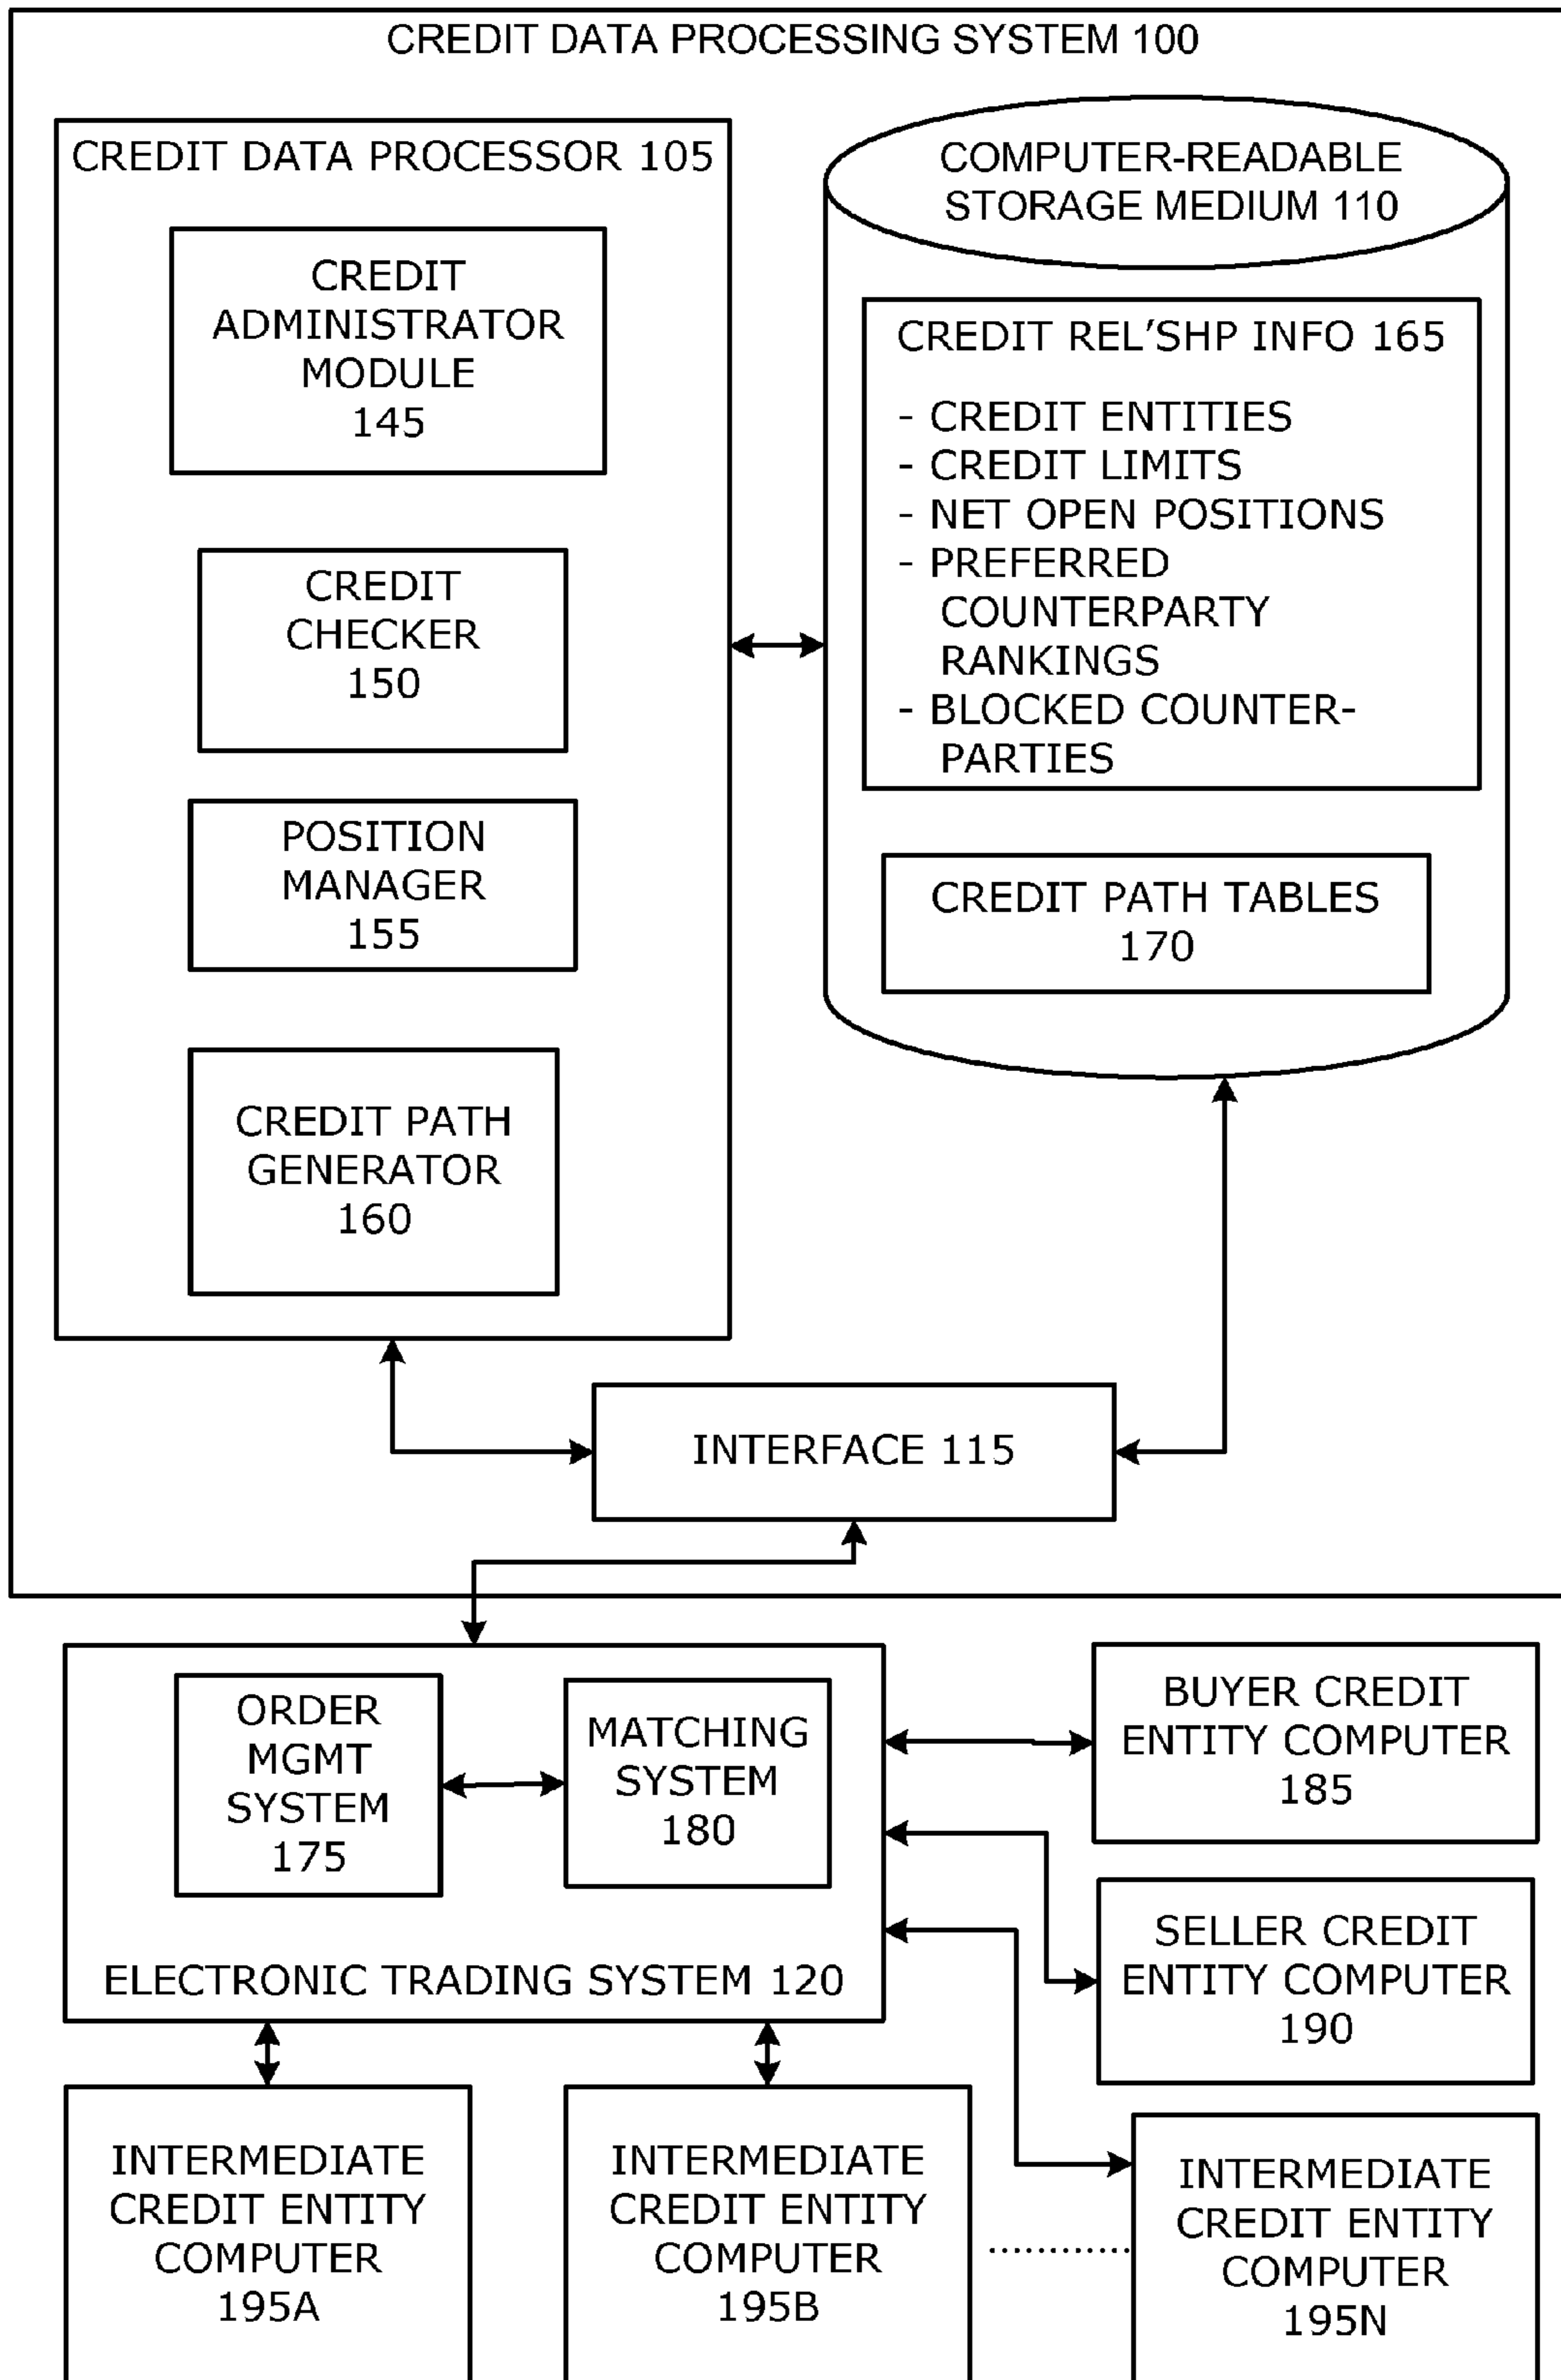 CREDIT DATA PROCESSING SYSTEM 100
CREDIT DATA PROCESSOR 105
CREDIT
ADMINISTRATOR
MODULE
145
CREDIT
CHECKER
150
POSITION
MANAGER
155
CREDIT PATH
GENERATOR
160
COMPUTER-READABLE
STORAGE MEDIUM 110
CREDIT REL'SHP INFO 165
- CREDIT ENTITIES
- CREDIT LIMITS
- NET OPEN POSITIONS
- PREFERRED
COUNTERPARTY
RANKINGS
- BLOCKED COUNTER-
PARTIES
CREDIT PATH TABLES
170
INTERFACE 115
ORDER
MGMT
SYSTEM
175
MATCHING
SYSTEM
180
ELECTRONIC TRADING SYSTEM 120
BUYER CREDIT
ENTITY COMPUTER
185
SELLER CREDIT
ENTITY COMPUTER
190
INTERMEDIATE
CREDIT ENTITY
COMPUTER
195A
INTERMEDIATE
CREDIT ENTITY
COMPUTER
195B
INTERMEDIATE
CREDIT ENTITY
COMPUTER
195N